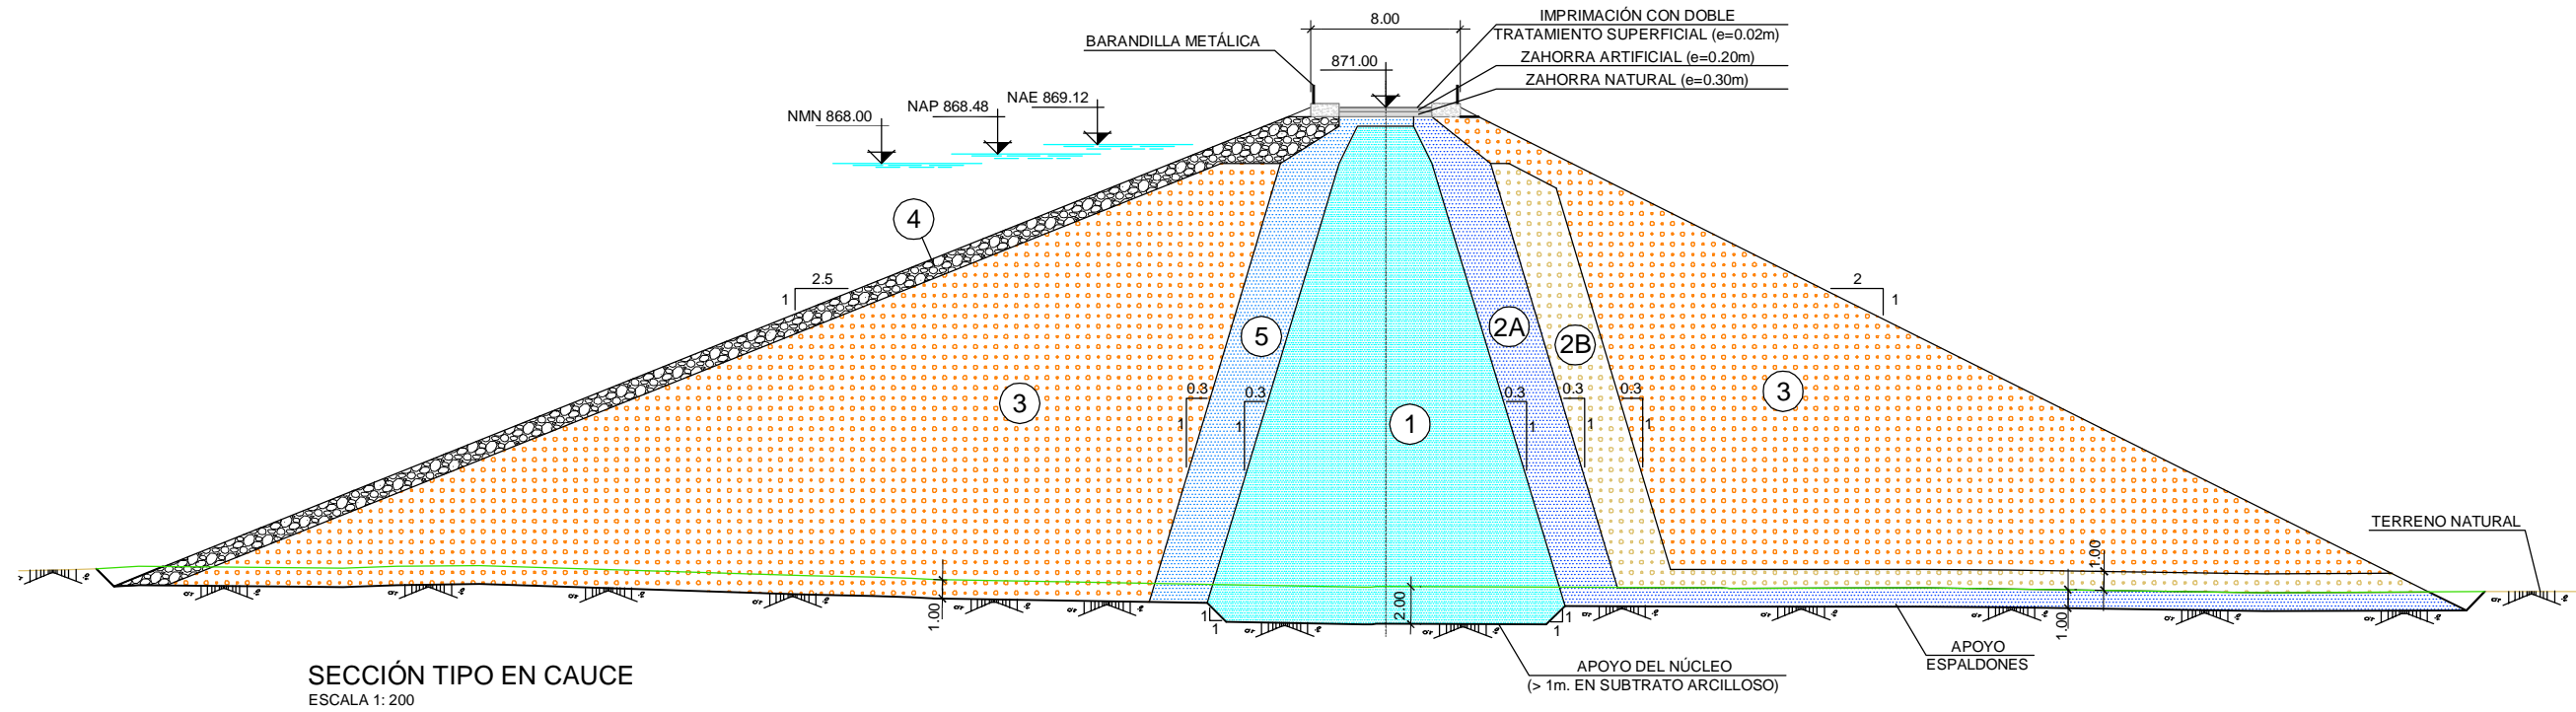 8.00
IMPRIMACIÓN CON DOBLE
TRATAMIENTO SUPERFICIAL (e=0.02m)
BARANDILLA METÁLICA
871.00
ZAHORRA ARTIFICIAL (e=0.20m)
ZAHORRA NATURAL (e=0.30m)
NAE 869.12
NAP 868.48
NMN 868.00
4
2.5
1
2
1
5
2A
2B
3
3
1
0.3
1
0.3
1
0.3
1
0.3
1
0.3
1
TERRENO NATURAL
1.00
1.00
2.00
1.00
1
1
1
1
APOYO DEL NÚCLEO
(> 1m. EN SUBTRATO ARCILLOSO)
APOYO
ESPALDONES
SECCIÓN TIPO EN CAUCE
ESCALA 1: 200